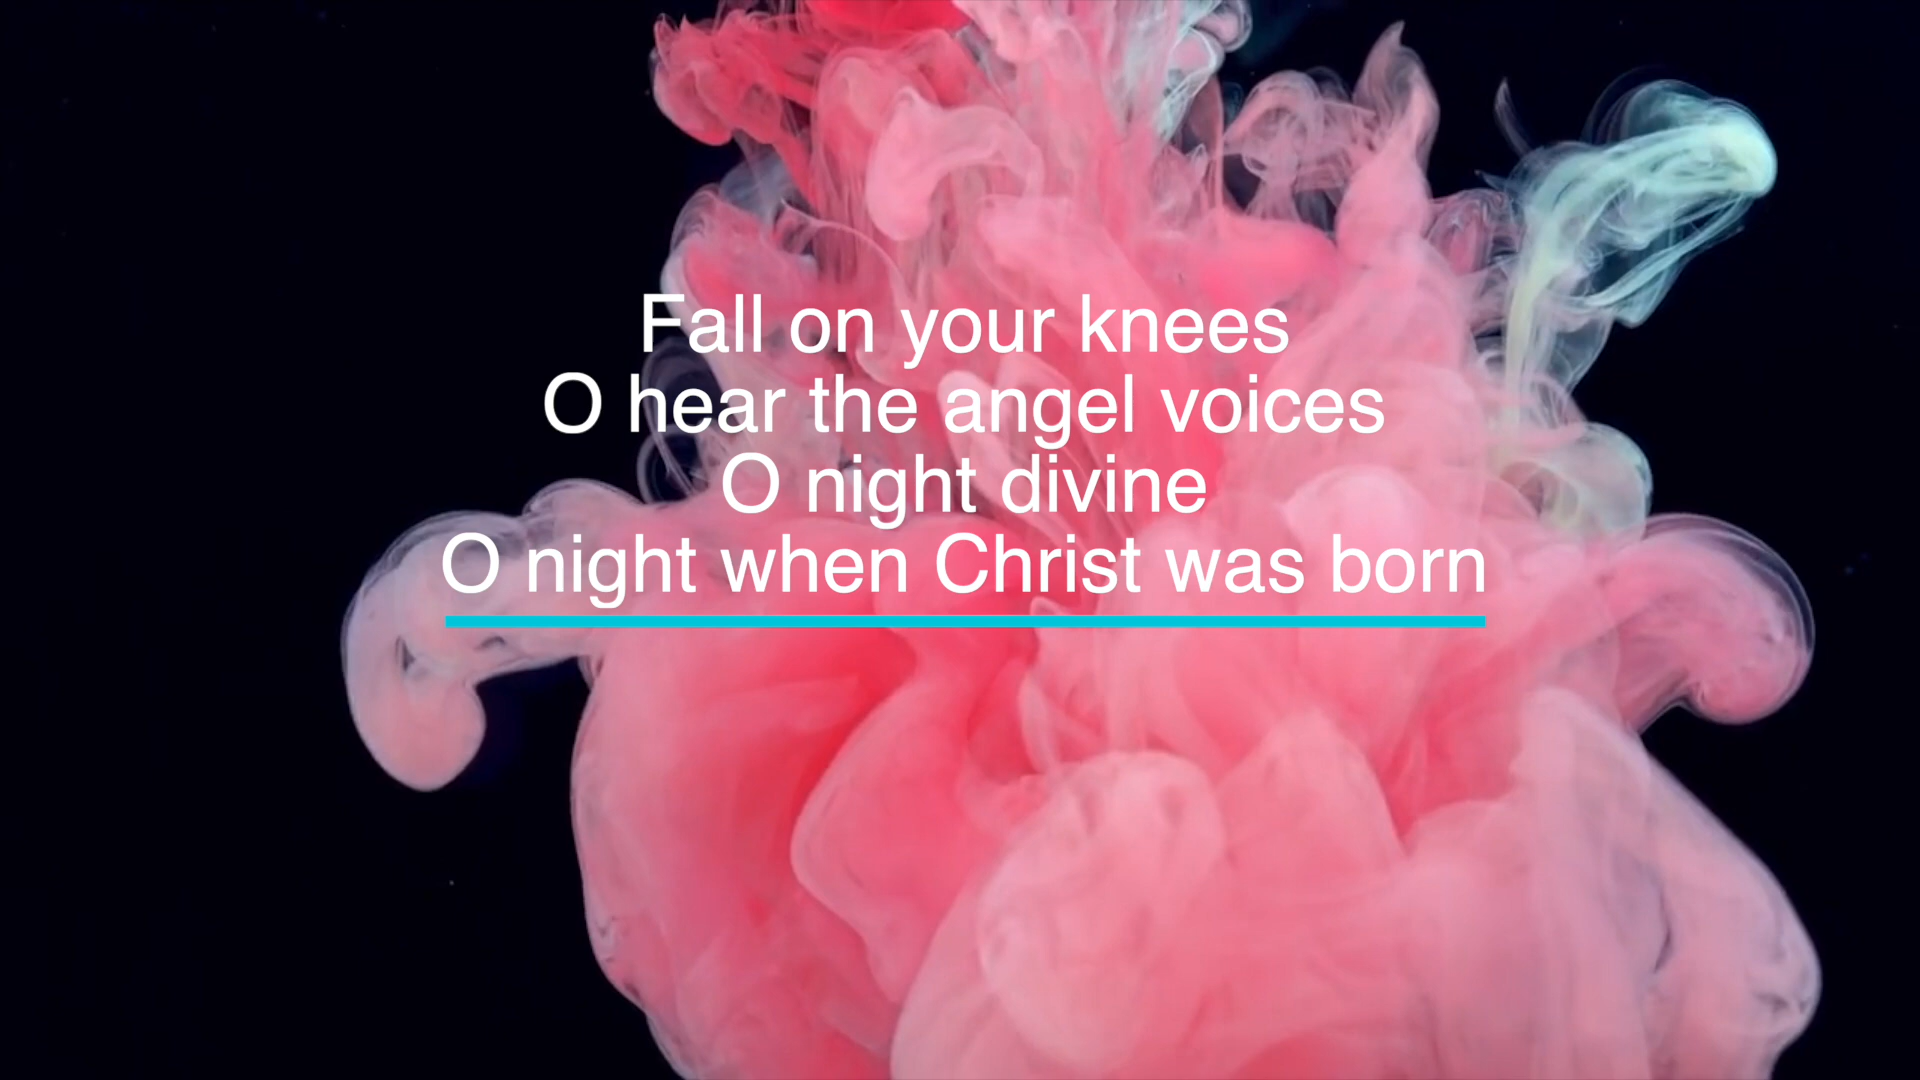 Fall on your knees
O hear the angel voices
O night divine
O night when Christ was born